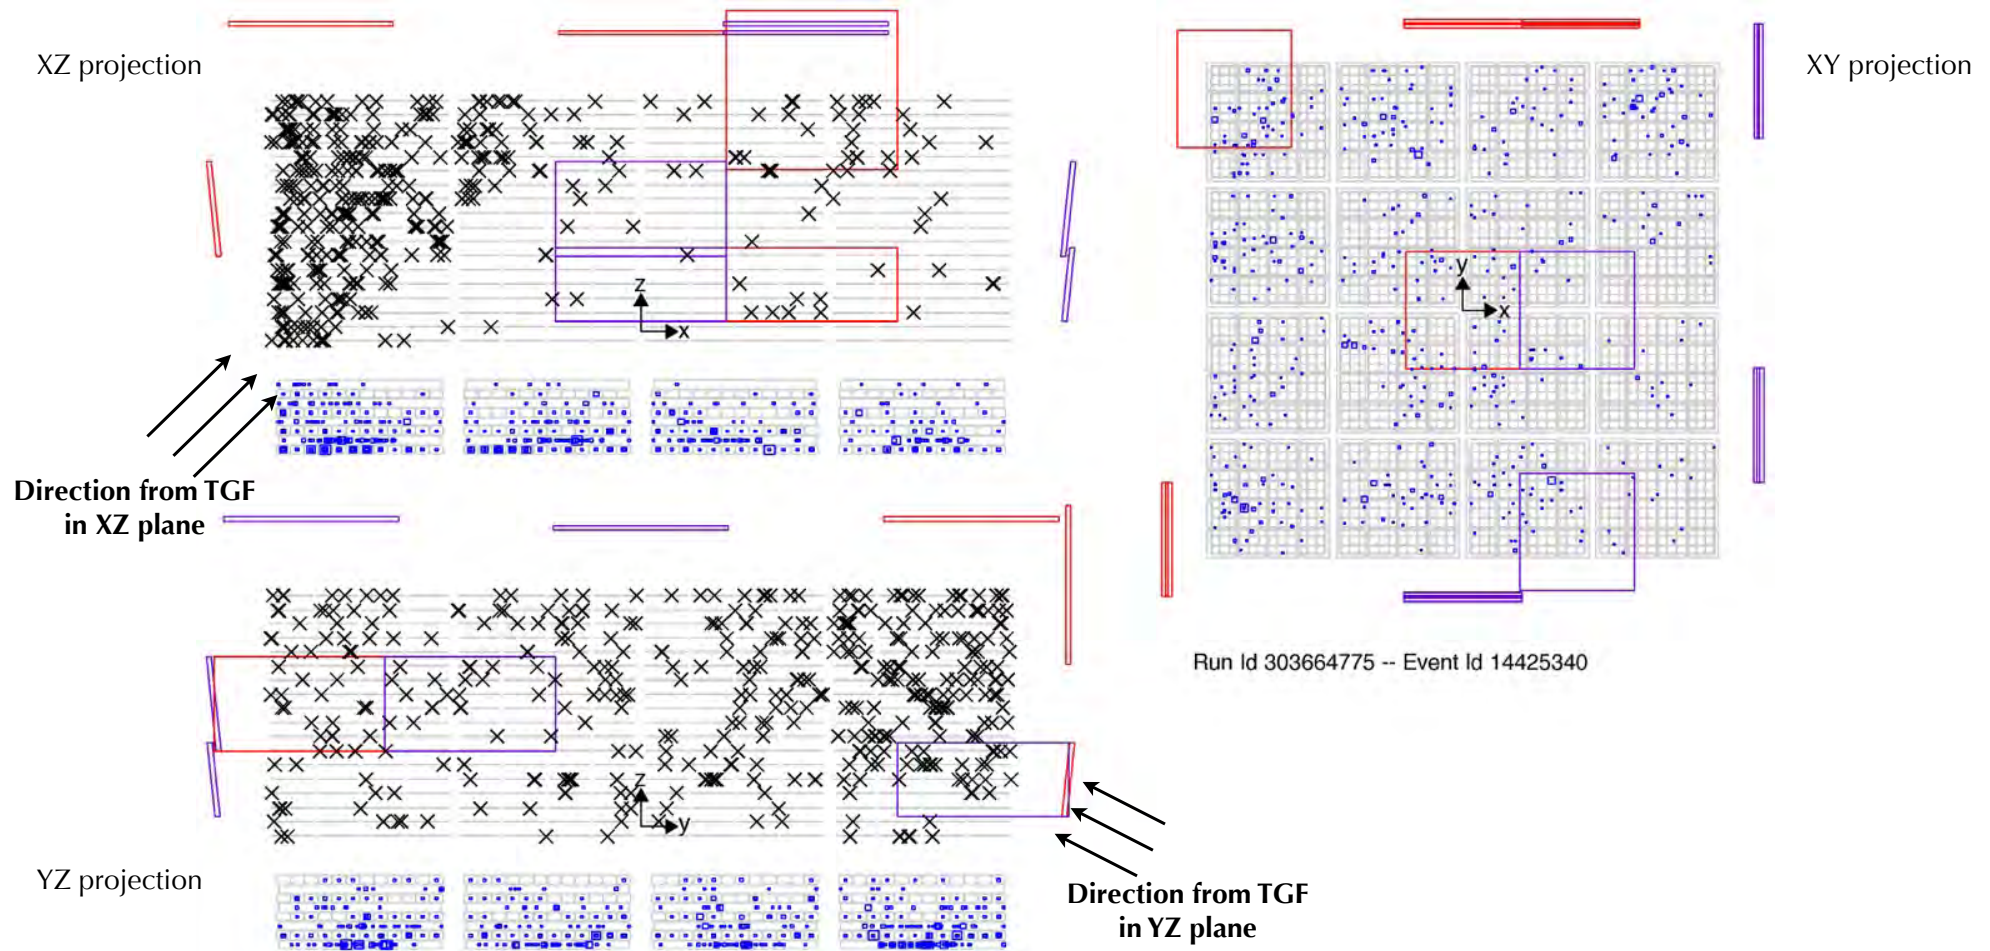 XZ projection
XY projection
z
x
y
x
Direction from TGF
in XZ plane
Run Id 303664775 -- Event Id 14425340
z
y
YZ projection
Direction from TGF
in YZ plane